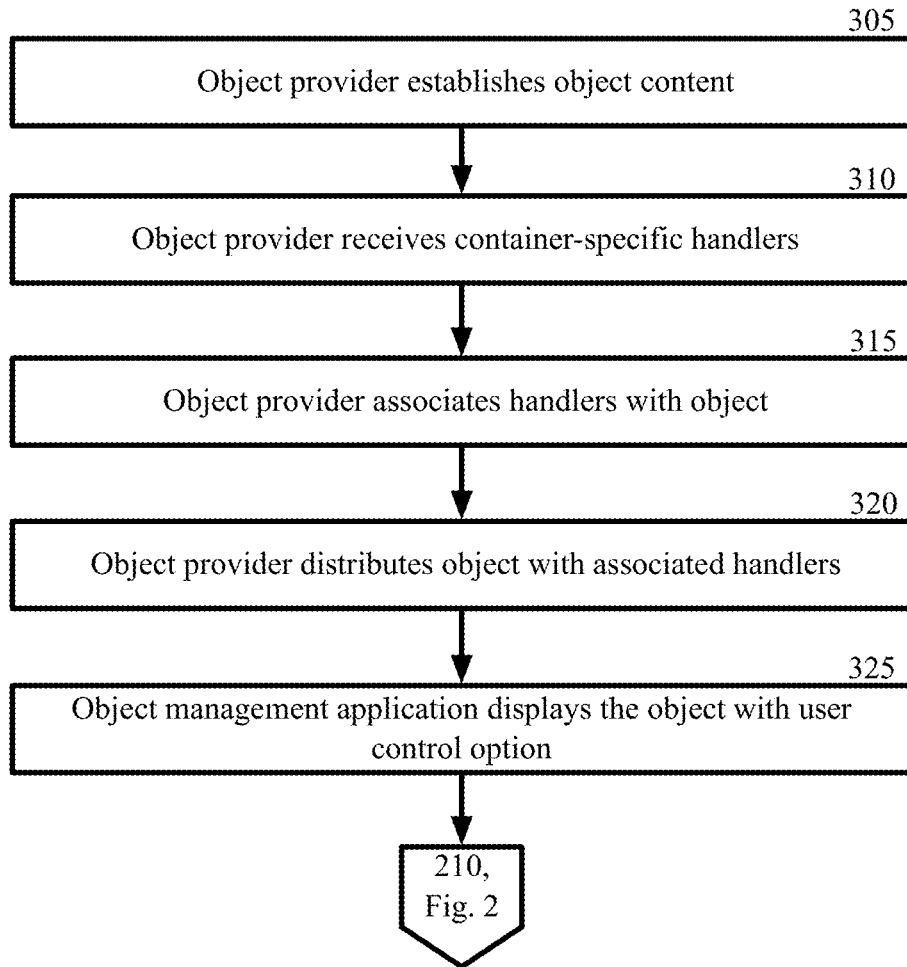 305
Object provider establishes object content
310
Object provider receives container-specific handlers
315
Object provider associates handlers with object
320
Object provider distributes object with associated handlers
325
Object management application displays the object with user
control option
210,
Fig. 2